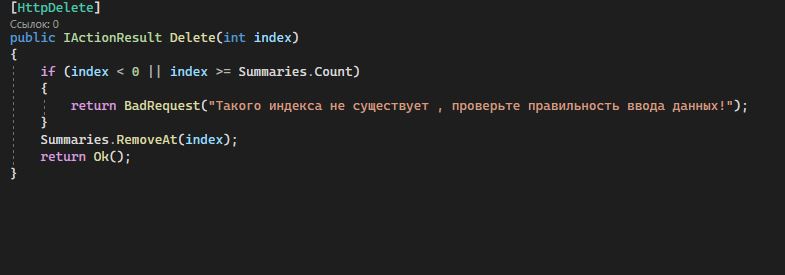 [HttpDelete]
Ссылок: 0
public IActionResult Delete(int index)
{
if (index < 0 || index >= Summaries.Count)
{
return BadRequest("Такого индекса не существует , проверьте правильность ввода данных!");
}
Summaries.RemoveAt(index);
return Ok();
}